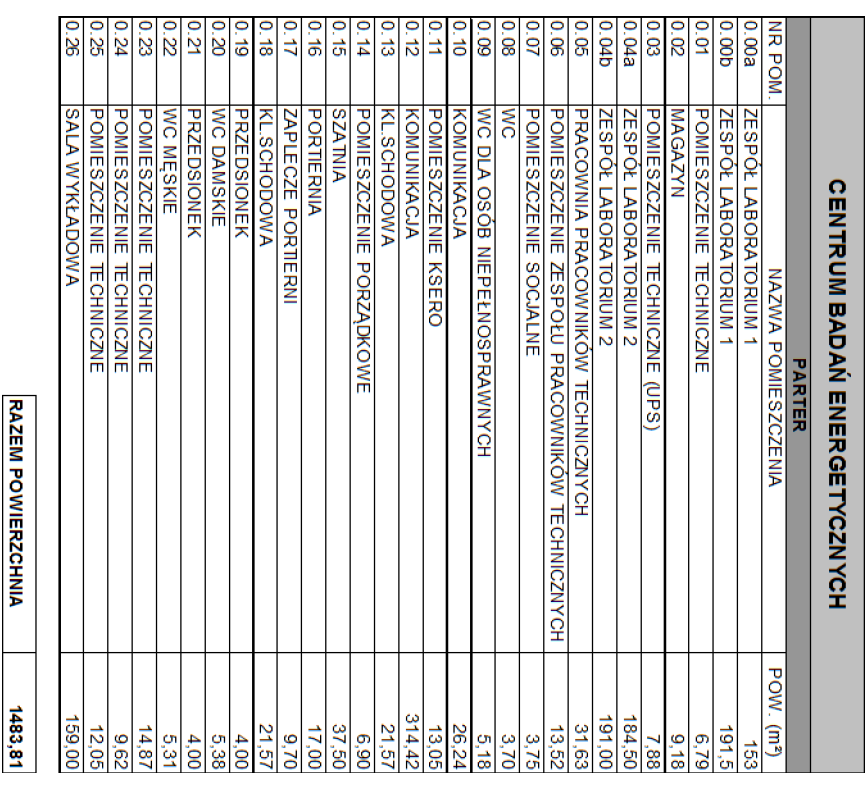 CENTRUM BADAŃ ENERGETYCZNYCH
PARTER
NR POM. NAZWA POMIESZCZENIA POW. (m²)
0.00a ZESPÓŁ LABORATORIUM 1 153
0.00b ZESPÓŁ LABORATORIUM 1 191,5
0.01 POMIESZCZENIE TECHNICZNE 6,79
0.02 MAGAZYN 9,18
0.03 POMIESZCZENIE TECHNICZNE (UPS) 7,88
0.04a ZESPÓŁ LABORATORIUM 2 184,50
0.04b ZESPÓŁ LABORATORIUM 2 191,00
0.05 PRACOWNIA PRACOWNIKÓW TECHNICZNYCH 31,63
0.06 POMIESZCZENIE ZESPOŁU PRACOWNIKÓW TECHNICZNYCH 13,52
0.07 POMIESZCZENIE SOCJALNE 3,75
0.08 WC 3,70
0.09 WC DLA OSÓB NIEPEŁNOSPRAWNYCH 5,18
0.10 KOMUNIKACJA 26,24
0.11 POMIESZCZENIE KSERO 13,05
0.12 KOMUNIKACJA 314,42
0.13 KL.SCHODOWA 21,57
0.14 POMIESZCZENIE PORZĄDKOWE 6,90
0.15 SZATNIA 37,50
0.16 PORTIERNIA 17,00
0.17 ZAPLECZE PORTIERNI 9,70
0.18 KL.SCHODOWA 21,57
0.19 PRZEDSIONEK 4,00
0.20 WC DAMSKIE 5,38
0.21 PRZEDSIONEK 4,00
0.22 WC MĘSKIE 5,31
0.23 POMIESZCZENIE TECHNICZNE 14,87
0.24 POMIESZCZENIE TECHNICZNE 9,62
0.25 POMIESZCZENIE TECHNICZNE 12,05
0.26 SALA WYKŁADOWA 159,00
RAZEM POWIERZCHNIA 1483,81